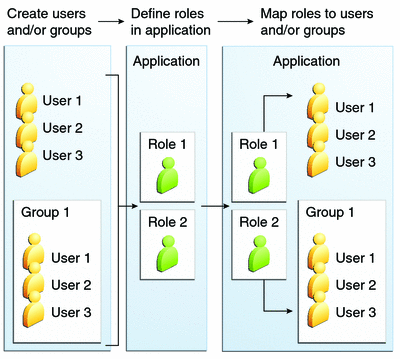 Create users
and/or groups
Define roles
in application
Map roles to users
and/or groups
User 1
User 2
User 3
Group 1
User 1
User 2
User 3
Application
Role 1
Role 2
Application
Role 1
Role 2
User 1
User 2
User 3
Group 1
User 1
User 2
User 3